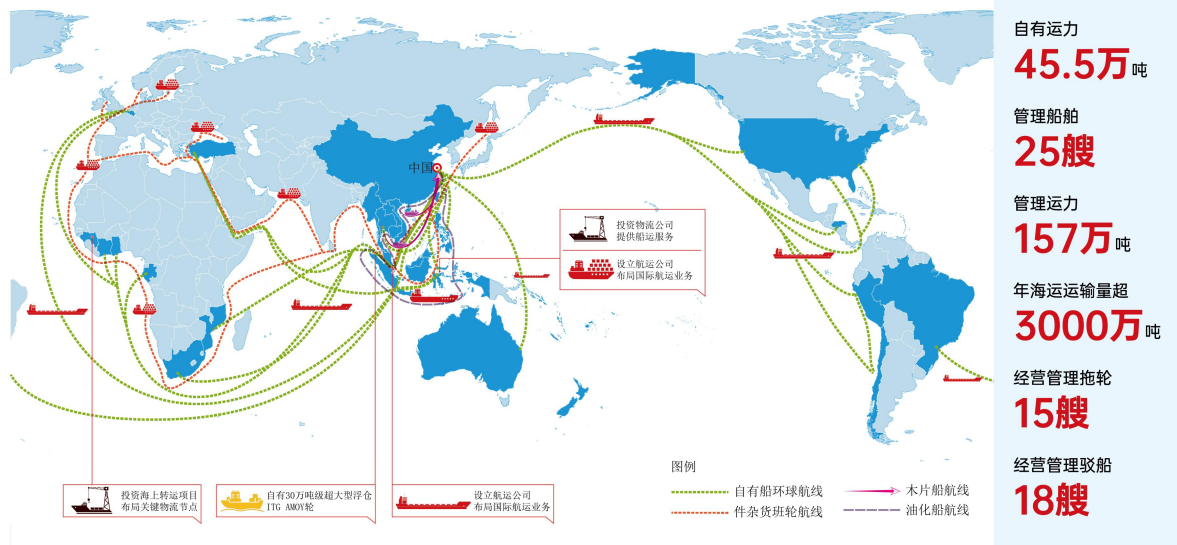 中国
投资物流公司
提供船运服务
设立航运公司
布局国际航运业务
投资海上转运项目
布局关键物流节点
自有30万吨级超大型浮仓
ITG AMOY轮
设立航运公司
布局国际航运业务
图例
自有船环球航线
木片船航线
件杂货班轮航线
油化船航线
自有运力
45.5万吨
管理船舶
25艘
管理运力
157万吨
年海运运输量超
3000万吨
经营管理拖轮
15艘
经营管理驳船
18艘